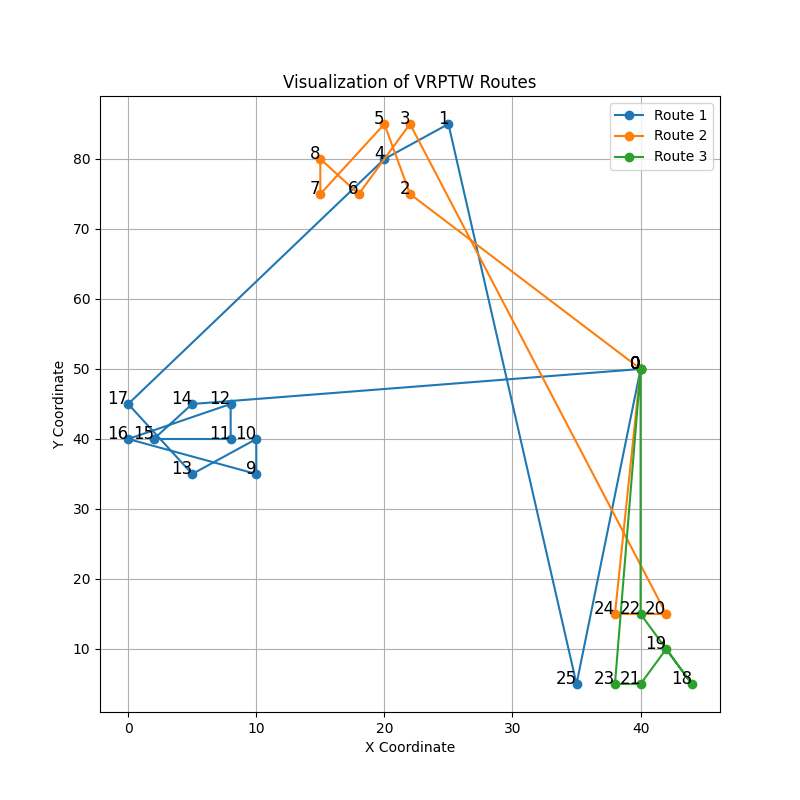 Visualization of VRPTW Routes
Route 1
Route 2
Route 3
5 3 1
8 4
7 6 2
0
17 14 12
16 15 11 10
13 9
24 22 20
19
25 23 21 18
80
70
60
50
40
30
20
10
Y Coordinate
0 10 20 30 40
X Coordinate